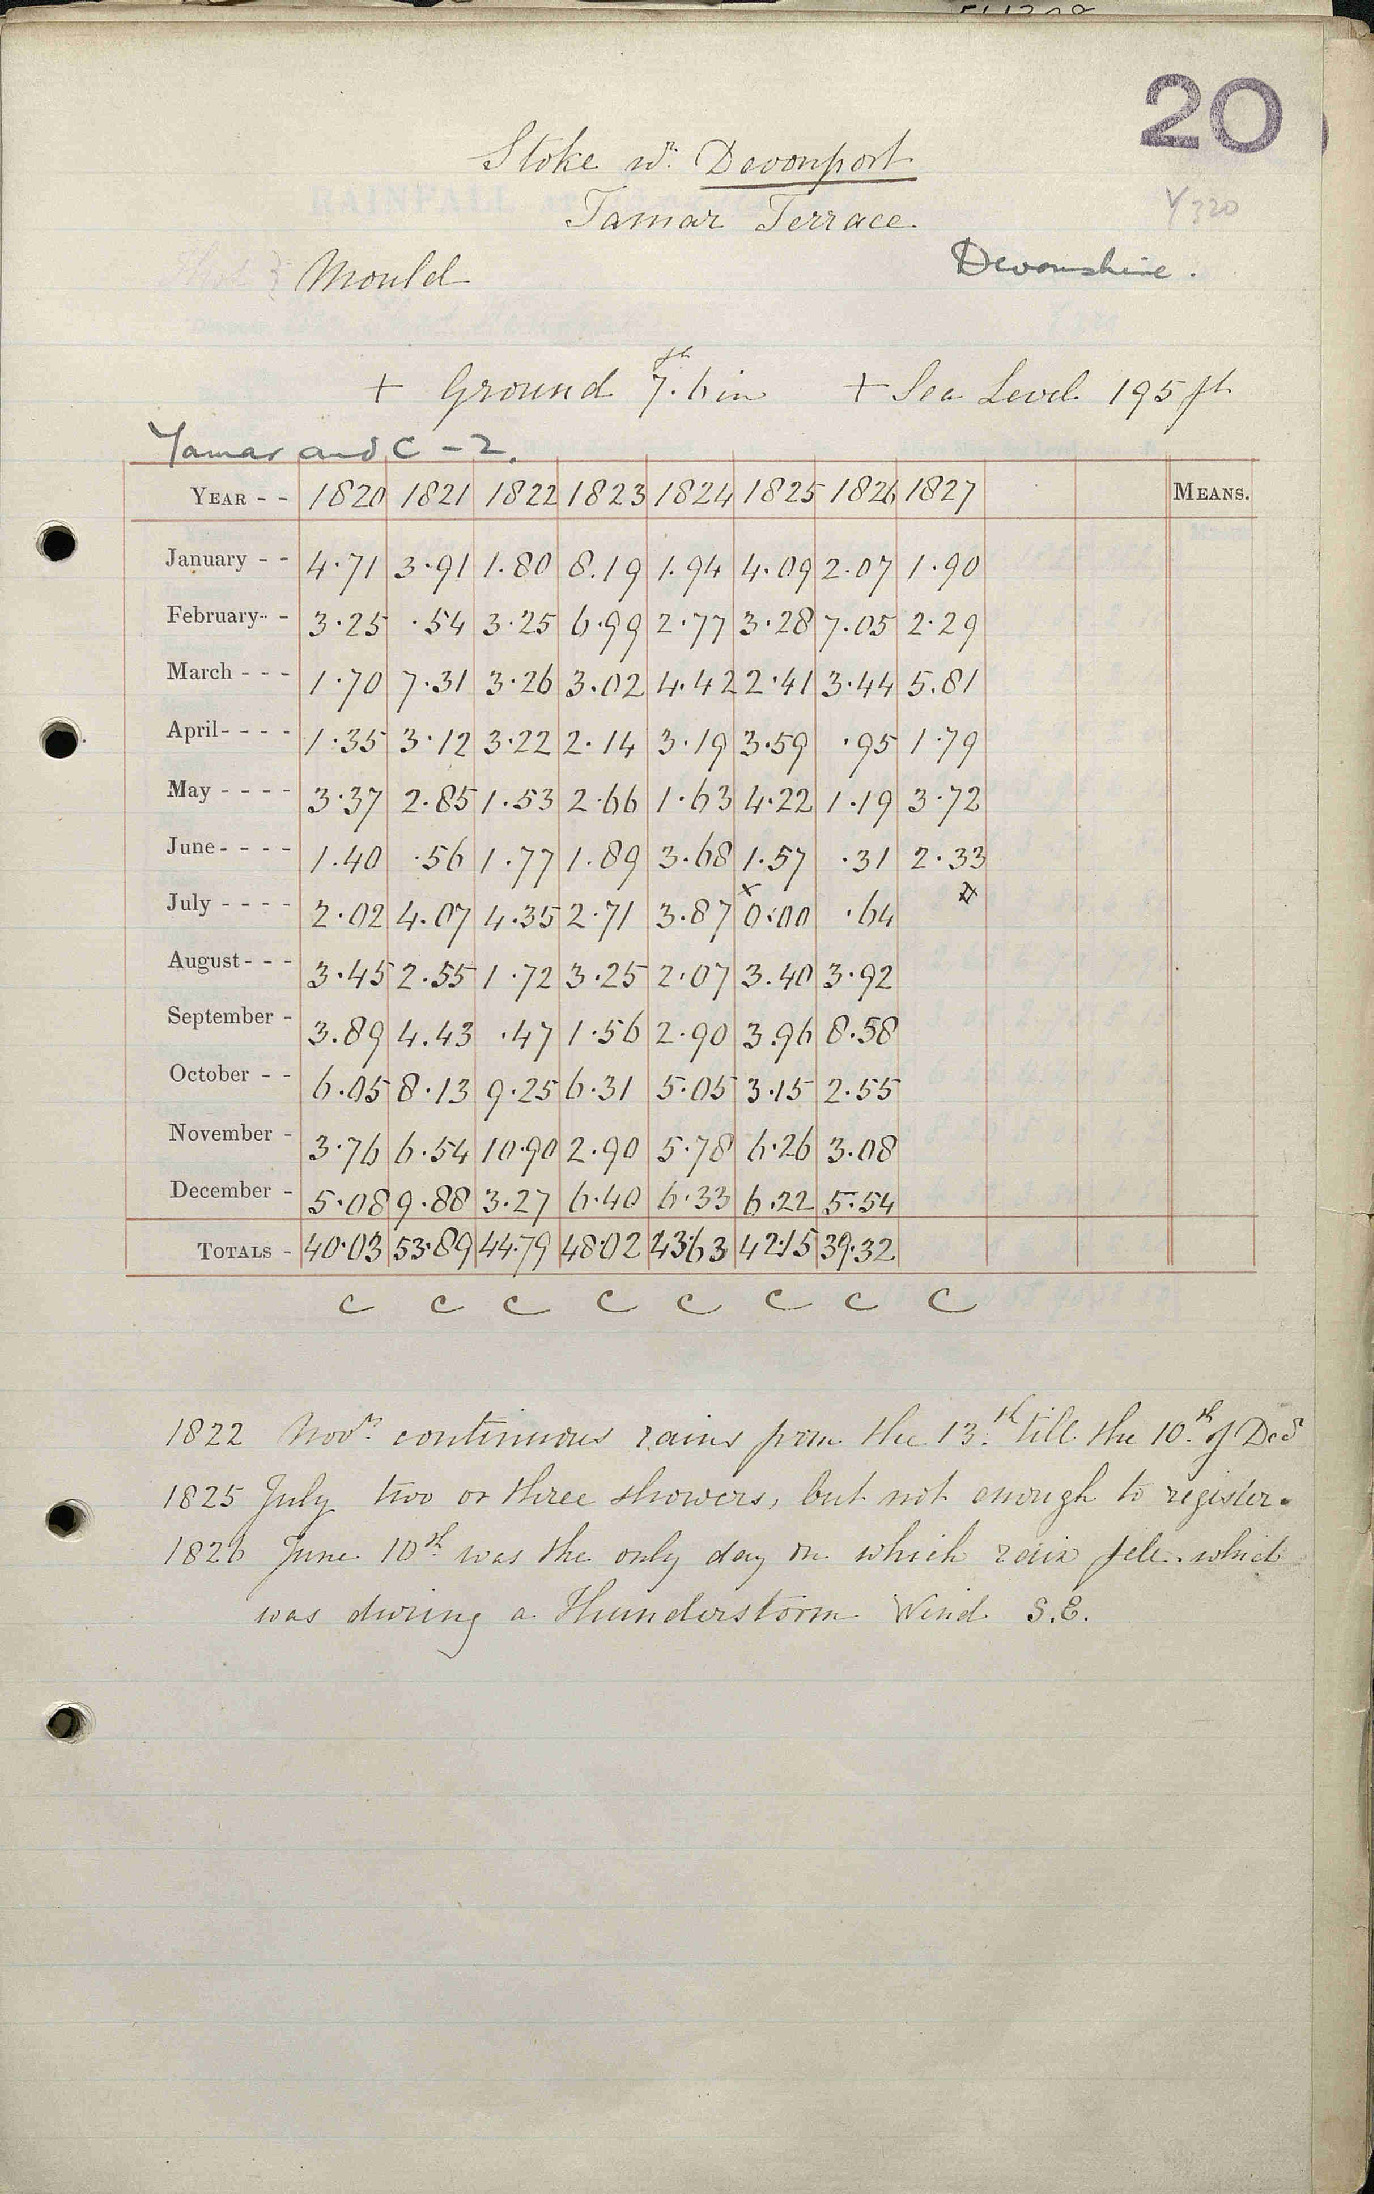 20
Stoke nr. Devonport
Tamar Terrace.
Y320
Mould
Devonshire.
+ Ground 7.ft 6in + Sea Level 195 ft
Tamar and C - 2.
YEAR - - 1820 1821 1822 1823 1824 1825 1826 1827 MEANS.
January - - 4.71 3.91 1.80 8.19 1.94 4.09 2.07 1.90
February - - 3.25 .54 3.25 6.99 2.77 3.28 7.05 2.29
March - - - 1.70 7.31 3.26 3.02 4.42 2.41 3.44 5.81
April - - - - 1.35 3.12 3.22 2.14 3.19 3.59 .95 1.79
May - - - - 3.37 2.85 1.53 2.66 1.63 4.22 1.19 3.72
June - - - - 1.40 .56 1.77 1.89 3.68 1.57 .31 2.33
July - - - - 2.02 4.07 4.35 2.71 3.87 x0.00 .64
August - - - 3.45 2.55 1.72 3.25 2.07 3.40 3.92
September - 3.89 4.43 .47 1.56 2.90 3.96 8.58
October - - 6.05 8.13 9.25 6.31 5.05 3.15 2.55
November - 3.76 6.54 10.90 2.90 5.78 6.26 3.08
December - 5.08 9.88 3.27 6.40 6.33 6.22 5.54
TOTALS - 40.03 53.89 44.79 48.02 43.63 42.15 39.32
C C C C C C C C
1822 Novr. continuous rains from the 13.th till the 10.th of Decr
1825 July two or three showers, but not enough to register.
1826 June 10th was the only day on which rain fell which
was during a Thunderstorm Wind S.E.